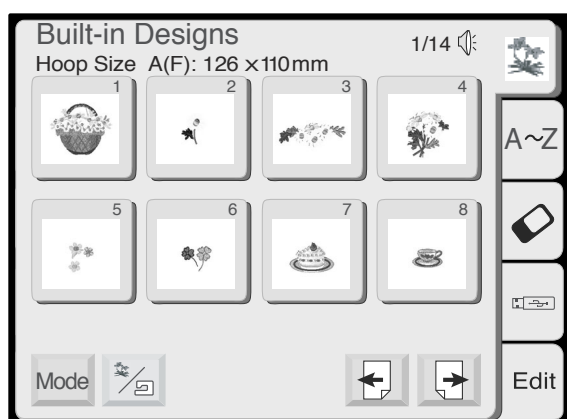 Built-in Designs
1/14
Hoop Size A(F): 126 ×110mm
1 2 3 4
A~Z
5 6 7 8
Mode
Edit